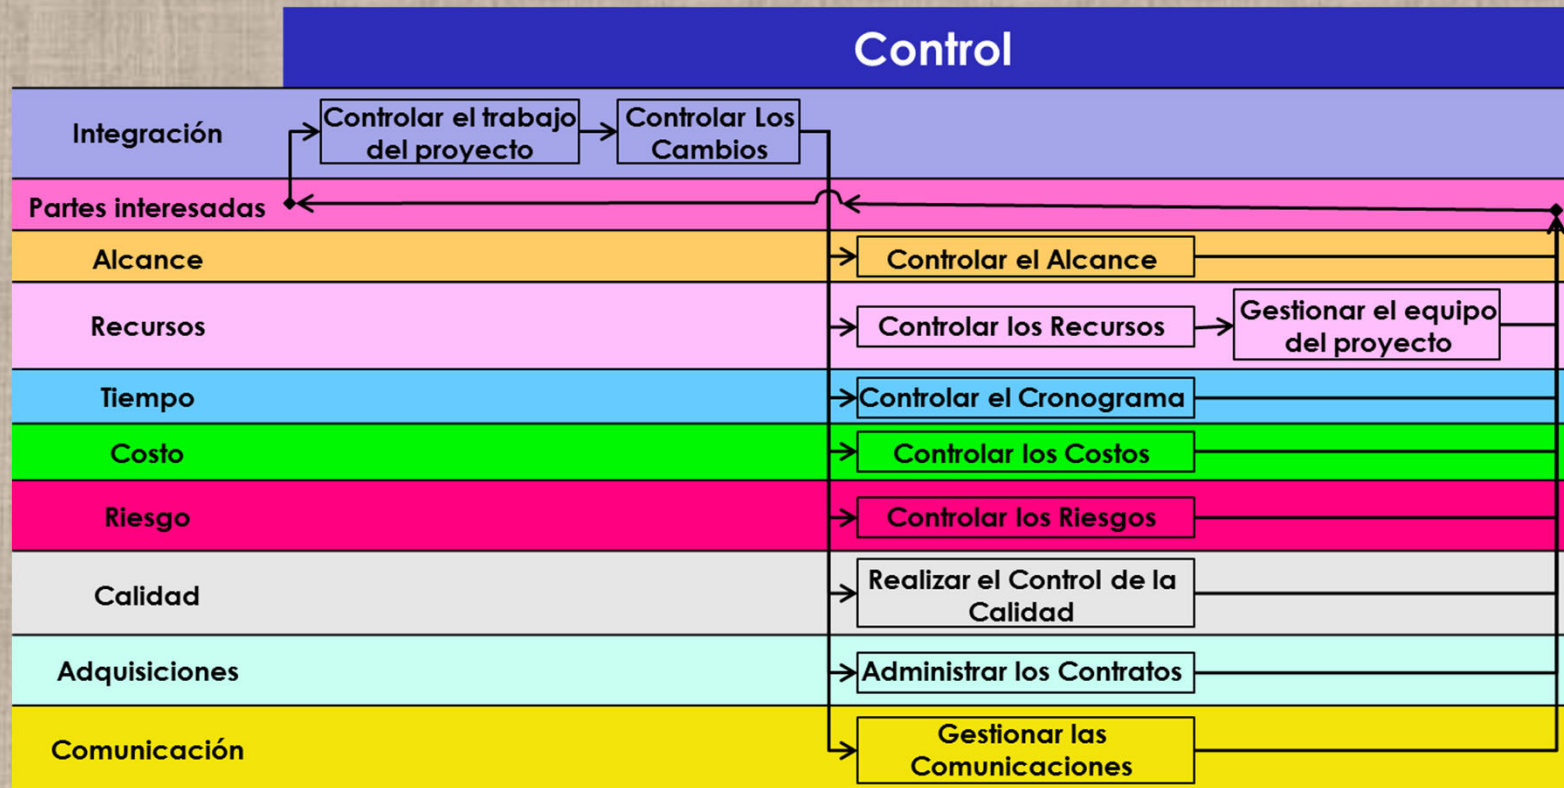 Control
Integración
Controlar el trabajo
del proyecto
Controlar Los
Cambios
Partes interesadas
Alcance
Controlar el Alcance
Recursos
Controlar los Recursos
Gestionar el equipo
del proyecto
Tiempo
Controlar el Cronograma
Costo
Controlar los Costos
Riesgo
Controlar los Riesgos
Calidad
Realizar el Control de la
Calidad
Adquisiciones
Administrar los Contratos
Comunicación
Gestionar las
Comunicaciones